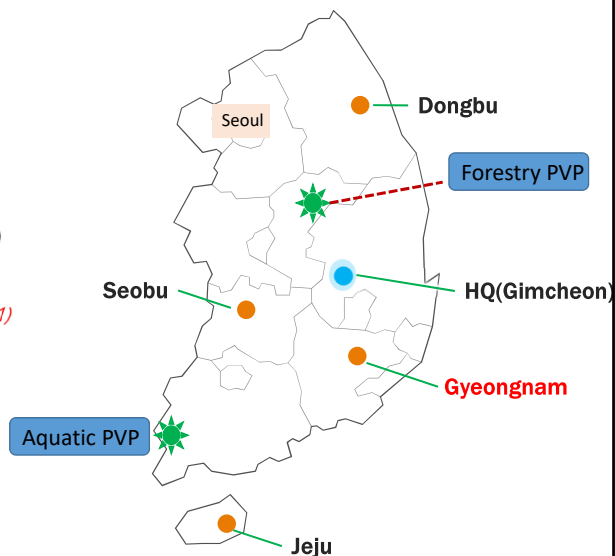 Dongbu
Seoul
Forestry PVP
Seobu
HQ(Gimcheon)
Gyeongnam
Aquatic PVP
Jeju